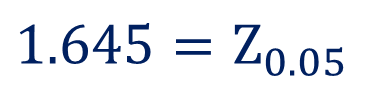 1.645 = Z₀.₀₅